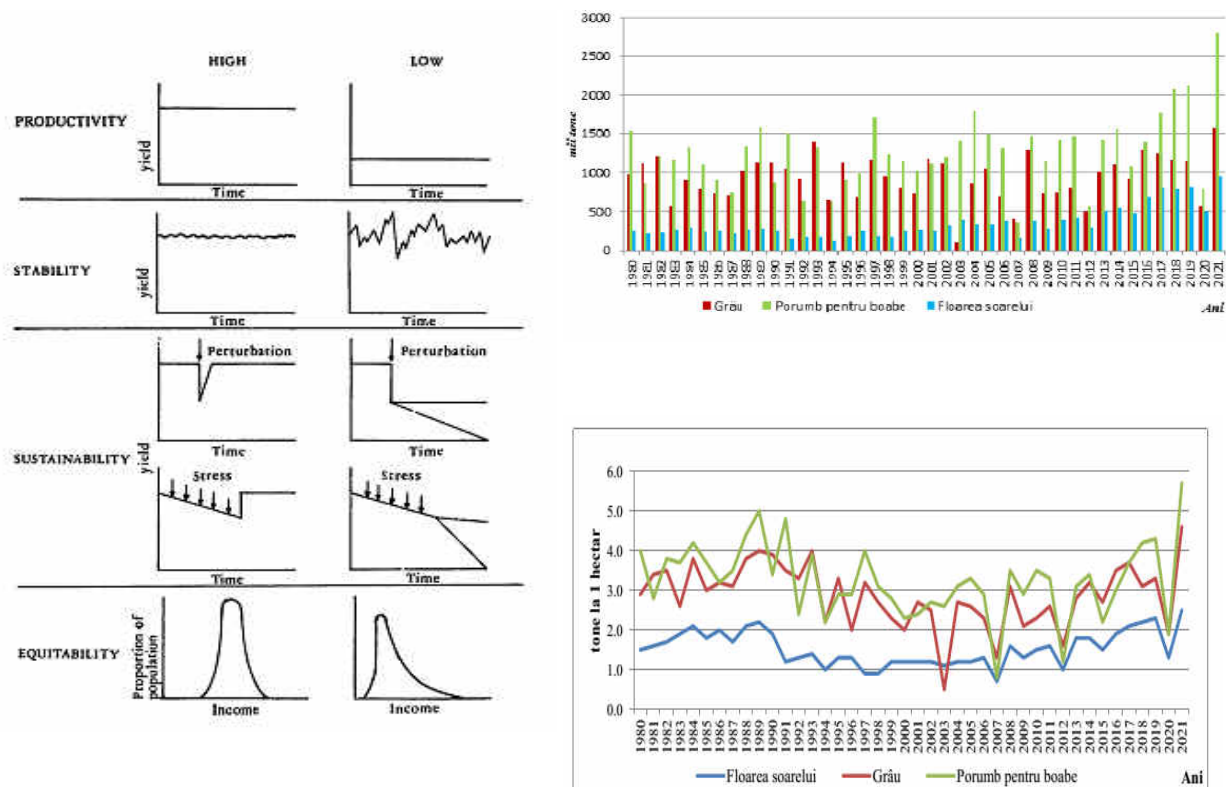 HIGH LOW
PRODUCTIVITY
yield
Time Time
STABILITY
yield
Time Time
Perturbation Perturbation
Time Time
SUSTAINABILITY
yield
Stress Stress
Time Time
EQUITABILITY
Proportion of
population
Income Income
3000
2500
2000
1500
1000
500
0
mii tone
1980 1981 1982 1983 1984 1985 1986 1987 1988 1989 1990 1991 1992 1993 1994 1995 1996 1997 1998 1999 2000 2001 2002 2003 2004 2005 2006 2007 2008 2009 2010 2011 2012 2013 2014 2015 2016 2017 2018 2019 2020 2021
Grâu Porumb pentru boabe Floarea soarelui Ani
6.0
5.0
4.0
3.0
2.0
1.0
0.0
tone la 1 hectar
1980 1981 1982 1983 1984 1985 1986 1987 1988 1989 1990 1991 1992 1993 1994 1995 1996 1997 1998 1999 2000 2001 2002 2003 2004 2005 2006 2007 2008 2009 2010 2011 2012 2013 2014 2015 2016 2017 2018 2019 2020 2021
Floarea soarelui Grâu Porumb pentru boabe Ani